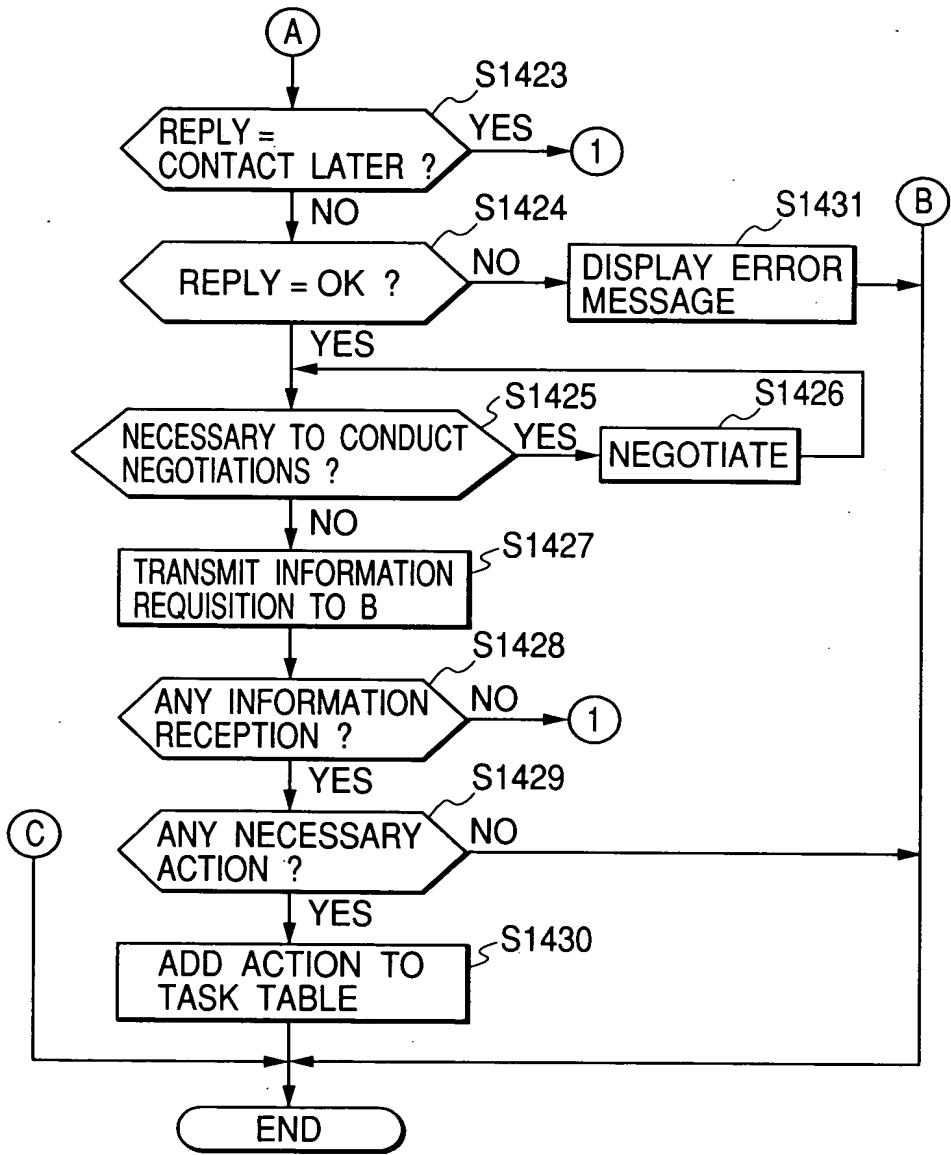 A
S1423
REPLY =
CONTACT LATER ?
YES
1
NO
S1424
REPLY = OK ?
NO
S1431
DISPLAY ERROR
MESSAGE
B
YES
S1425
NECESSARY TO CONDUCT
NEGOTIATIONS ?
YES
S1426
NEGOTIATE
NO
S1427
TRANSMIT INFORMATION
REQUISITION TO B
S1428
ANY INFORMATION
RECEPTION ?
NO
1
YES
S1429
C
ANY NECESSARY
ACTION ?
NO
YES
S1430
ADD ACTION TO
TASK TABLE
END